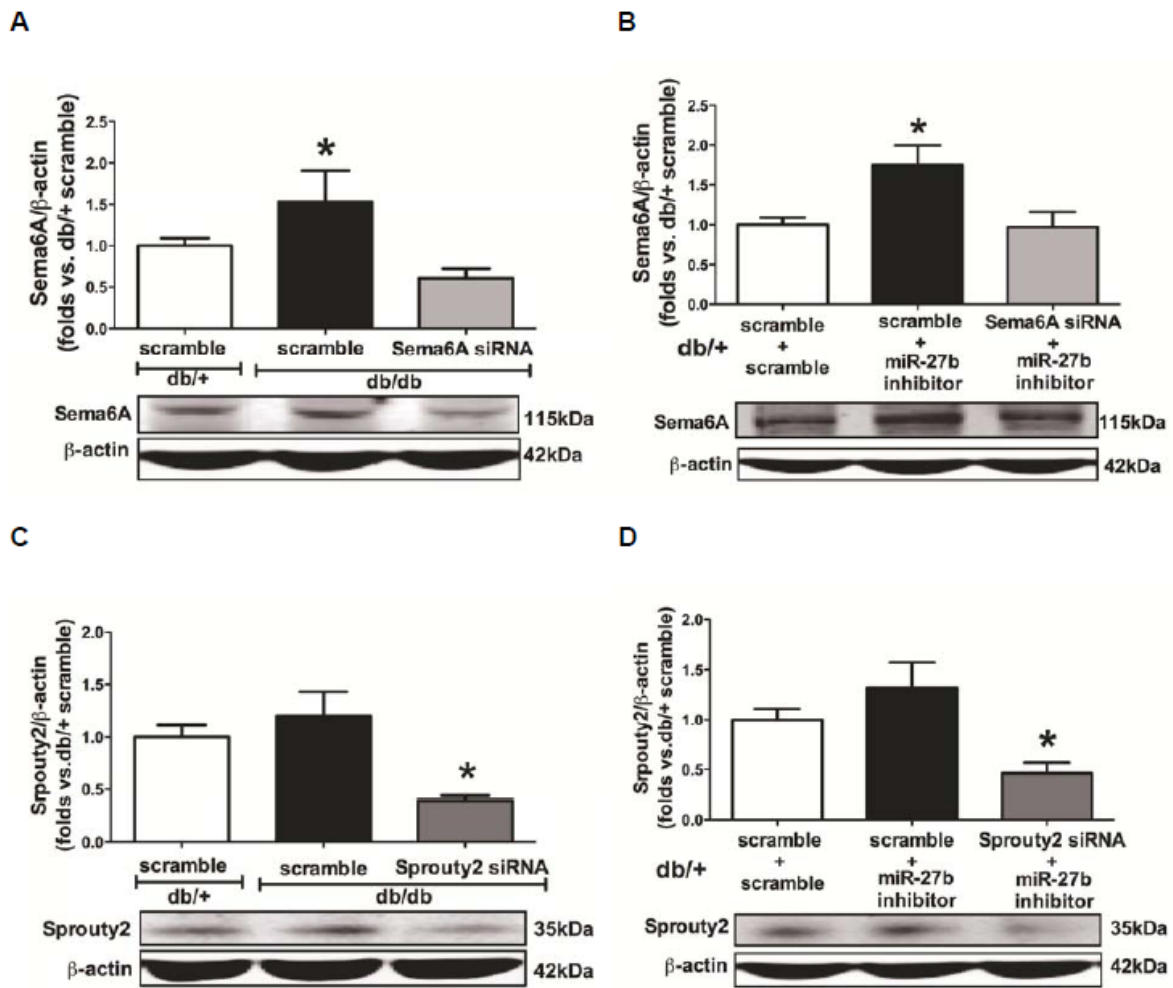 A
Sema6A/β-actin
(folds vs. db/+ scramble)
2.5
2.0
1.5
1.0
0.5
0.0
*
scramble
scramble
Sema6A siRNA
db/+
db/db
Sema6A
115kDa
β-actin
42kDa
B
Sema6A/β-actin
(folds vs. db/+ scramble)
2.5
2.0
1.5
1.0
0.5
0.0
*
db/+
scramble
+
scramble
scramble
+
miR-27b
inhibitor
Sema6A siRNA
+
miR-27b
inhibitor
Sema6A
115kDa
β-actin
42kDa
C
Srpouty2/β-actin
(folds vs.db/+ scramble)
2.0
1.5
1.0
0.5
0.0
*
scramble
scramble
Sprouty2 siRNA
db/+
db/db
Sprouty2
35kDa
β-actin
42kDa
D
Srpouty2/β-actin
(folds vs.db/+ scramble)
2.0
1.5
1.0
0.5
0.0
*
db/+
scramble
+
scramble
scramble
+
miR-27b
inhibitor
Sprouty2 siRNA
+
miR-27b
inhibitor
Sprouty2
35kDa
β-actin
42kDa